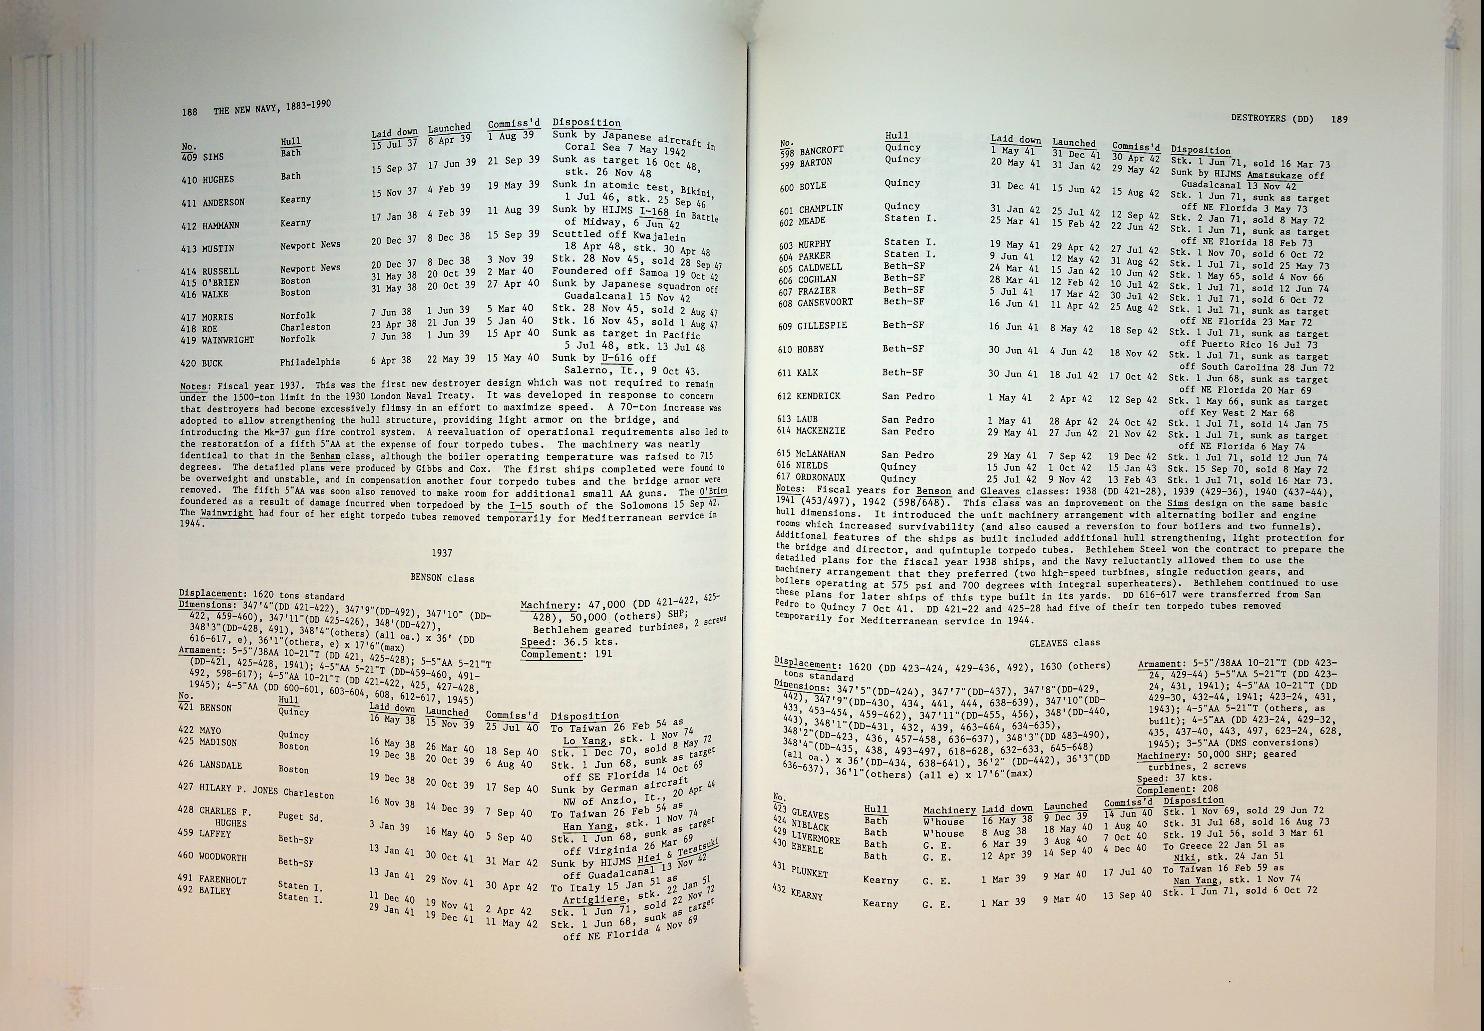 188 THE NEW NAVY, 1883-1990
No. Hull Laid down Launched Commiss'd Disposition
409 SIMS Bath 15 Jul 37 8 Apr 39 1 Aug 39 Sunk by Japanese aircraft in
Coral Sea 7 May 1942
410 HUGHES Bath 15 Sep 37 17 Jun 39 21 Sep 39 Sunk as target 16 Oct 48,
stk. 26 Nov 48
411 ANDERSON Kearny 15 Nov 37 4 Feb 39 19 May 39 Sunk in atomic test, Bikini,
1 Jul 46, stk. 25 Sep 46
412 HAMMANN Kearny 17 Jan 38 4 Feb 39 11 Aug 39 Sunk by HIJMS I-168 in Battle
of Midway, 6 Jun 42
413 MUSTIN Newport News 20 Dec 37 8 Dec 38 15 Sep 39 Scuttled off Kwajalein
18 Apr 48, stk. 30 Apr 48
414 RUSSELL Newport News 20 Dec 37 8 Dec 38 3 Nov 39 Stk. 28 Nov 45, sold 28 Sep 47
415 O'BRIEN Boston 31 May 38 20 Oct 39 2 Mar 40 Foundered off Samoa 19 Oct 42
416 WALKE Boston 31 May 38 20 Oct 39 27 Apr 40 Sunk by Japanese squadron off
Guadalcanal 15 Nov 42
417 MORRIS Norfolk 7 Jun 38 1 Jun 39 5 Mar 40 Stk. 28 Nov 45, sold 2 Aug 47
418 ROE Charleston 23 Apr 38 21 Jun 39 5 Jan 40 Stk. 16 Nov 45, sold 1 Aug 47
419 WAINWRIGHT Norfolk 7 Jun 38 1 Jun 39 15 Apr 40 Sunk as target in Pacific
5 Jul 48, stk. 13 Jul 48
420 BUCK Philadelphia 6 Apr 38 22 May 39 15 May 40 Sunk by U-616 off
Salerno, It., 9 Oct 43.
Notes: Fiscal year 1937. This was the first new destroyer design which was not required to remain
under the 1500-ton limit in the 1930 London Naval Treaty. It was developed in response to concern
that destroyers had become excessively flimsy in an effort to maximize speed. A 70-ton increase was
adopted to allow strengthening the hull structure, providing light armor on the bridge, and
introducing the Mk-37 gun fire control system. A reevaluation of operational requirements also led to
the restoration of a fifth 5"AA at the expense of four torpedo tubes. The machinery was nearly
identical to that in the Benham class, although the boiler operating temperature was raised to 715
degrees. The detailed plans were produced by Gibbs and Cox. The first ships completed were found to
be overweight and unstable, and in compensation another four torpedo tubes and the bridge armor were
removed. The fifth 5"AA was soon also removed to make room for additional small AA guns. The O'Brien
foundered as a result of damage incurred when torpedoed by the I-15 south of the Solomons 15 Sep 42.
The Wainwright had four of her eight torpedo tubes removed temporarily for Mediterranean service in
1944.
1937
BENSON class
Displacement: 1620 tons standard
Dimensions: 347'4"(DD 421-422), 347'9"(DD-492), 347'10" (DD-
422, 459-460), 347'11"(DD 425-426), 348'(DD-427),
348'3"(DD-428, 491), 348'4"(others) (all oa.) x 36' (DD
616-617, e), 36'1"(others, e) x 17'6"(max)
Armament: 5-5"/38AA 10-21"T (DD 421, 425-428); 5-5"AA 5-21"T
(DD-421, 425-428, 1941); 4-5"AA 5-21"T (DD-459-460, 491-
492, 598-617); 4-5"AA 10-21"T (DD 421-422, 425, 427-428,
1945); 4-5"AA (DD 600-601, 603-604, 608, 612-617, 1945)
Machinery: 47,000 (DD 421-422, 425-
428), 50,000 (others) SHP;
Bethlehem geared turbines, 2 screws
Speed: 36.5 kts.
Complement: 191
No. Hull Laid down Launched Commiss'd Disposition
421 BENSON Quincy 16 May 38 15 Nov 39 25 Jul 40 To Taiwan 26 Feb 54 as
Lo Yang, stk. 1 Nov 74
422 MAYO Quincy 16 May 38 26 Mar 40 18 Sep 40 Stk. 1 Dec 70, sold 8 May 72
425 MADISON Boston 19 Dec 38 20 Oct 39 6 Aug 40 Stk. 1 Jun 68, sunk as target
off SE Florida 14 Oct 69
426 LANSDALE Boston 19 Dec 38 20 Oct 39 17 Sep 40 Sunk by German aircraft
NW of Anzio, It., 20 Apr 44
427 HILARY P. JONES Charleston 16 Nov 38 14 Dec 39 7 Sep 40 To Taiwan 26 Feb 54 as
Han Yang, stk. 1 Nov 74
428 CHARLES F. Puget Sd. 3 Jan 39 16 May 40 5 Sep 40 Stk. 1 Jun 68, sunk as target
HUGHES off Virginia 26 Mar 69
459 LAFFEY Beth-SF 13 Jan 41 30 Oct 41 31 Mar 42 Sunk by HIJMS Hiei & Teratsuki
off Guadalcanal 13 Nov 42
460 WOODWORTH Beth-SF 13 Jan 41 29 Nov 41 30 Apr 42 To Italy 15 Jan 51 as
Artigliere, stk. 22 Jan 51
491 FARENHOLT Staten I. 11 Dec 40 19 Nov 41 2 Apr 42 Stk. 1 Jun 71, sold 22 Nov 72
492 BAILEY Staten I. 29 Jan 41 19 Dec 41 11 May 42 Stk. 1 Jun 68, sunk as target
off NE Florida 4 Nov 69
DESTROYERS (DD) 189
No. Hull Laid down Launched Commiss'd Disposition
598 BANCROFT Quincy 1 May 41 31 Dec 41 30 Apr 42 Stk. 1 Jun 71, sold 16 Mar 73
599 BARTON Quincy 20 May 41 31 Jan 42 29 May 42 Sunk by HIJMS Amatsukaze off
Guadalcanal 13 Nov 42
600 BOYLE Quincy 31 Dec 41 15 Jun 42 15 Aug 42 Stk. 1 Jun 71, sunk as target
off NE Florida 3 May 73
601 CHAMPLIN Quincy 31 Jan 42 25 Jul 42 12 Sep 42 Stk. 2 Jan 71, sold 8 May 72
602 MEADE Staten I. 25 Mar 41 15 Feb 42 22 Jun 42 Stk. 1 Jun 71, sunk as target
off NE Florida 18 Feb 73
603 MURPHY Staten I. 19 May 41 29 Apr 42 27 Jul 42 Stk. 1 Nov 70, sold 6 Oct 72
604 PARKER Staten I. 9 Jun 41 12 May 42 31 Aug 42 Stk. 1 Jul 71, sold 25 May 73
605 CALDWELL Beth-SF 24 Mar 41 15 Jan 42 10 Jun 42 Stk. 1 May 65, sold 4 Nov 66
606 COGHLAN Beth-SF 28 Mar 41 12 Feb 42 10 Jul 42 Stk. 1 Jul 71, sold 12 Jun 74
607 FRAZIER Beth-SF 5 Jul 41 17 Mar 42 30 Jul 42 Stk. 1 Jul 71, sold 6 Oct 72
608 GANSEVOORT Beth-SF 16 Jun 41 11 Apr 42 25 Aug 42 Stk. 1 Jul 71, sunk as target
off NE Florida 23 Mar 72
609 GILLESPIE Beth-SF 16 Jun 41 8 May 42 18 Sep 42 Stk. 1 Jul 71, sunk as target
off Puerto Rico 16 Jul 73
610 HOBBY Beth-SF 30 Jun 41 4 Jun 42 18 Nov 42 Stk. 1 Jul 71, sunk as target
off South Carolina 28 Jun 72
611 KALK Beth-SF 30 Jun 41 18 Jul 42 17 Oct 42 Stk. 1 Jun 68, sunk as target
off NE Florida 20 Mar 69
612 KENDRICK San Pedro 1 May 41 2 Apr 42 12 Sep 42 Stk. 1 May 66, sunk as target
off Key West 2 Mar 68
613 LAUB San Pedro 1 May 41 28 Apr 42 24 Oct 42 Stk. 1 Jul 71, sold 14 Jan 75
614 MACKENZIE San Pedro 29 May 41 27 Jun 42 21 Nov 42 Stk. 1 Jul 71, sunk as target
off NE Florida 6 May 74
615 McLANAHAN San Pedro 29 May 41 7 Sep 42 19 Dec 42 Stk. 1 Jul 71, sold 12 Jun 74
616 NIELDS Quincy 15 Jun 42 1 Oct 42 15 Jan 43 Stk. 15 Sep 70, sold 8 May 72
617 ORDRONAUX Quincy 25 Jul 42 9 Nov 42 13 Feb 43 Stk. 1 Jul 71, sold 16 Mar 73.
Notes: Fiscal years for Benson and Gleaves classes: 1938 (DD 421-28), 1939 (429-36), 1940 (437-44),
1941 (453/497), 1942 (598/648). This class was an improvement on the Sims design on the same basic
hull dimensions. It introduced the unit machinery arrangement with alternating boiler and engine
rooms which increased survivability (and also caused a reversion to four boilers and two funnels).
Additional features of the ships as built included additional hull strengthening, light protection for
the bridge and director, and quintuple torpedo tubes. Bethlehem Steel won the contract to prepare the
detailed plans for the fiscal year 1938 ships, and the Navy reluctantly allowed them to use the
machinery arrangement that they preferred (two high-speed turbines, single reduction gears, and
boilers operating at 575 psi and 700 degrees with integral superheaters). Bethlehem continued to use
these plans for later ships of this type built in its yards. DD 616-617 were transferred from San
Pedro to Quincy 7 Oct 41. DD 421-22 and 425-28 had five of their ten torpedo tubes removed
temporarily for Mediterranean service in 1944.
GLEAVES class
Displacement: 1620 (DD 423-424, 429-436, 492), 1630 (others)
tons standard
Dimensions: 347'5"(DD-424), 347'7"(DD-437), 347'8"(DD-429,
442), 347'9"(DD-430, 434, 441, 444, 638-639), 347'10"(DD-
433, 453-454, 459-462), 347'11"(DD-455, 456), 348'(DD-440,
443), 348'1"(DD-431, 432, 439, 463-464, 634-635),
348'2"(DD-423, 436, 457-458, 636-637), 348'3"(DD 483-490),
348'4"(DD-435, 438, 493-497, 618-628, 632-633, 645-648)
(all oa.) x 36'(DD-434, 638-641), 36'2" (DD-442), 36'3"(DD
636-637), 36'1"(others) (all e) x 17'6"(max)
Armament: 5-5"/38AA 10-21"T (DD 423-
24, 429-44) 5-5"AA 5-21"T (DD 423-
24, 431, 1941); 4-5"AA 10-21"T (DD
429-30, 432-44, 1941; 423-24, 431,
1943); 4-5"AA 5-21"T (others, as
built); 4-5"AA (DD 423-24, 429-32,
435, 437-40, 443, 497, 623-24, 628,
1945); 3-5"AA (DMS conversions)
Machinery: 50,000 SHP; geared
turbines, 2 screws
Speed: 37 kts.
Complement: 208
No. Hull Machinery Laid down Launched Commiss'd Disposition
423 GLEAVES Bath W'house 16 May 38 9 Dec 39 14 Jun 40 Stk. 1 Nov 69, sold 29 Jun 72
424 NIBLACK Bath W'house 8 Aug 38 18 May 40 1 Aug 40 Stk. 31 Jul 68, sold 16 Aug 73
429 LIVERMORE Bath G. E. 6 Mar 39 3 Aug 40 7 Oct 40 Stk. 19 Jul 56, sold 3 Mar 61
430 EBERLE Bath G. E. 12 Apr 39 14 Sep 40 4 Dec 40 To Greece 22 Jan 51 as
Niki, stk. 24 Jan 51
431 PLUNKET Kearny G. E. 1 Mar 39 9 Mar 40 17 Jul 40 To Taiwan 16 Feb 59 as
Nan Yang, stk. 1 Nov 74
432 KEARNY Kearny G. E. 1 Mar 39 9 Mar 40 13 Sep 40 Stk. 1 Jun 71, sold 6 Oct 72